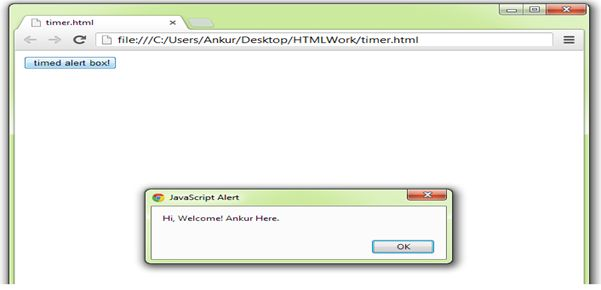 timer.html
file:///C:/Users/Ankur/Desktop/HTMLWork/timer.html
timed alert box!
JavaScript Alert
Hi, Welcome! Ankur Here.
OK